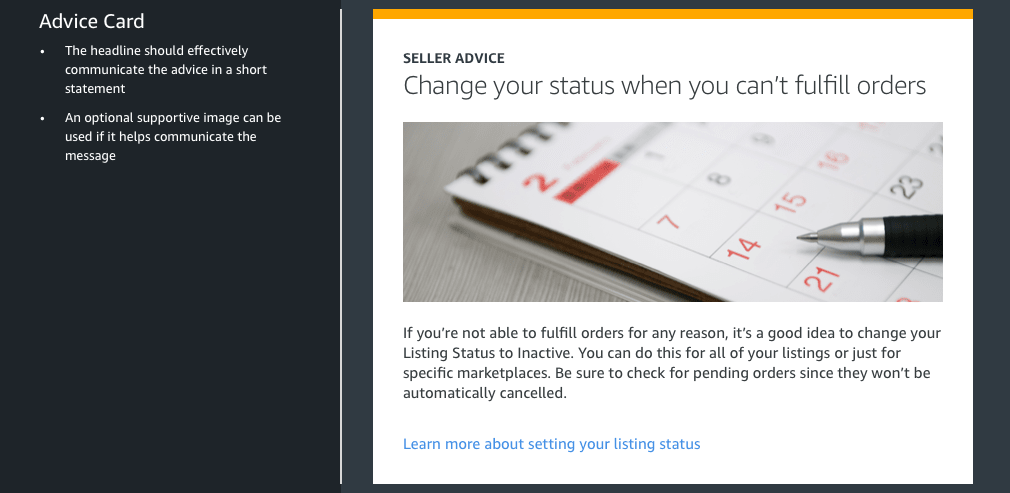 Advice Card
• The headline should effectively
communicate the advice in a short
statement
• An optional supportive image can be
used if it helps communicate the
message
SELLER ADVICE
Change your status when you can't fulfill orders
2
1
9
16
8
15
23
7
14
21
If you're not able to fulfill orders for any reason, it's a good idea to change your
Listing Status to Inactive. You can do this for all of your listings or just for
specific marketplaces. Be sure to check for pending orders since they won't be
automatically cancelled.
Learn more about setting your listing status